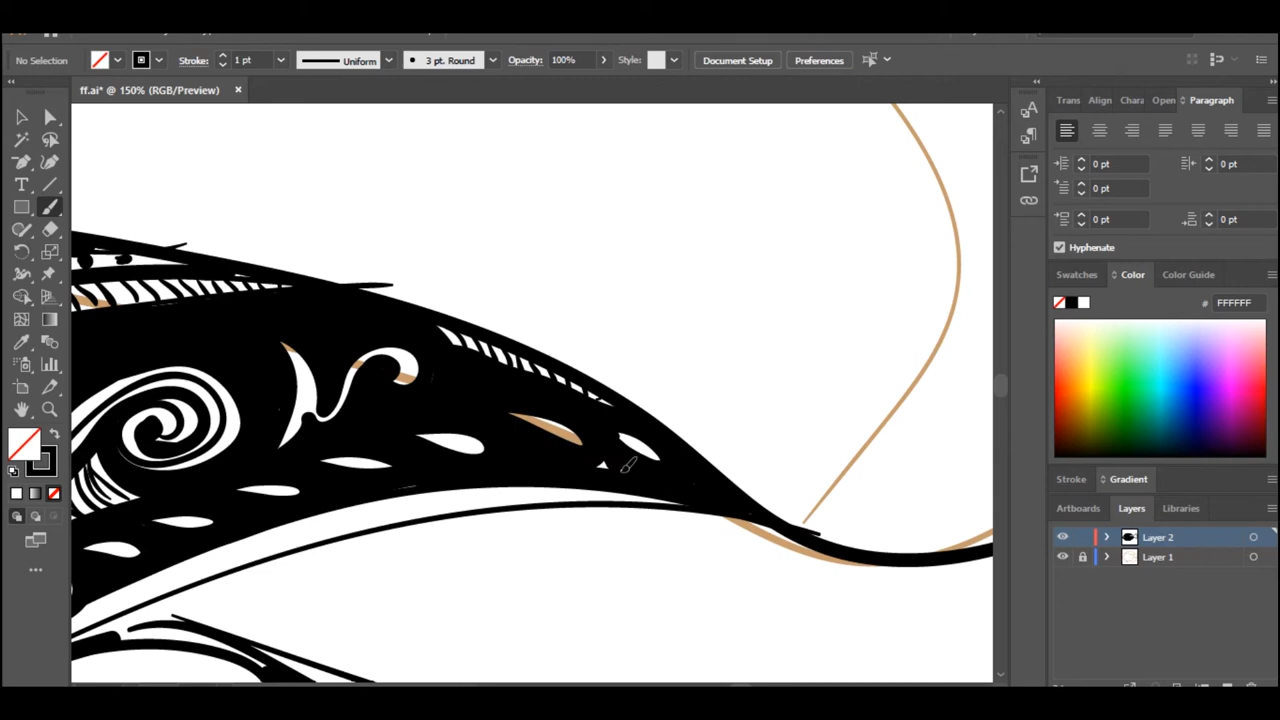 No Selection Stroke: 1 pt Uniform 3 pt. Round Opacity: 100% Style: Document Setup Preferences
ff.ai* @ 150% (RGB/Preview)
Trans Align Chara Open Paragraph
0 pt 0 pt
0 pt
0 pt 0 pt
Hyphenate
Swatches Color Color Guide
# FFFFFF
Stroke Gradient
Artboards Layers Libraries
Layer 2
Layer 1